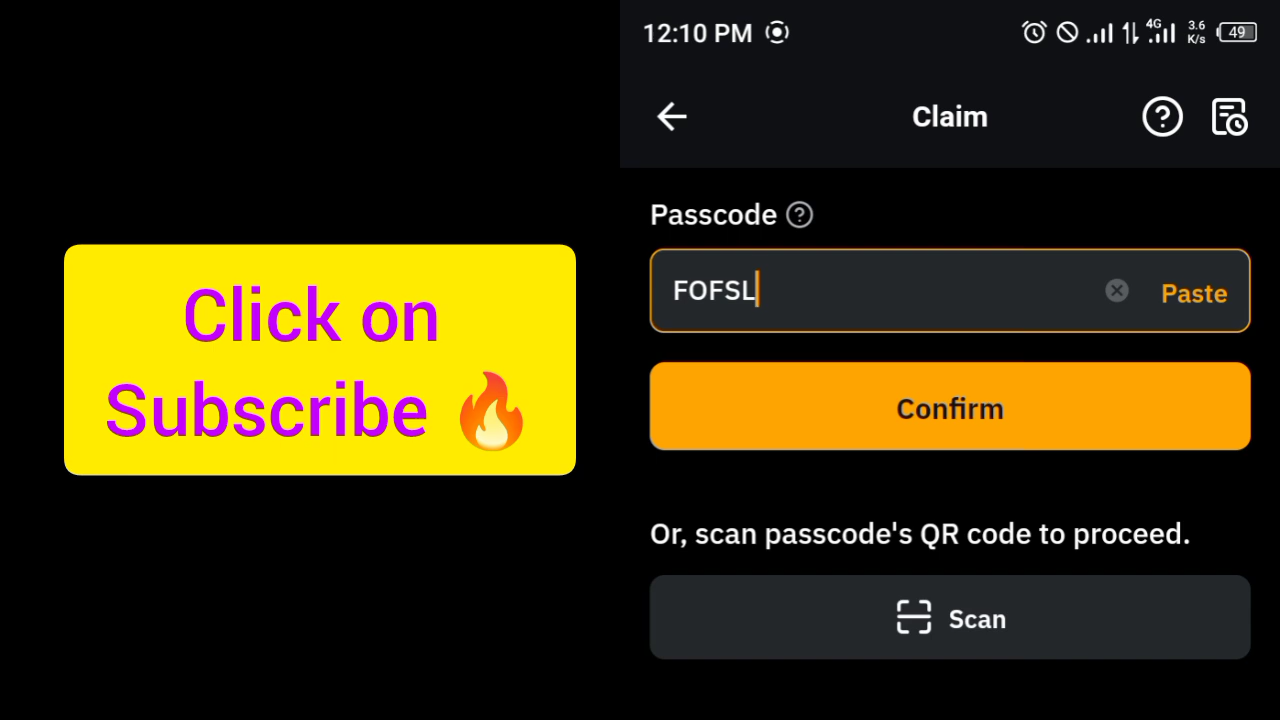 Click on
Subscribe 🔥
12:10 PM
4G
3.6
K/s
49
Claim
Passcode
FOFSL
Paste
Confirm
Or, scan passcode's QR code to proceed.
Scan